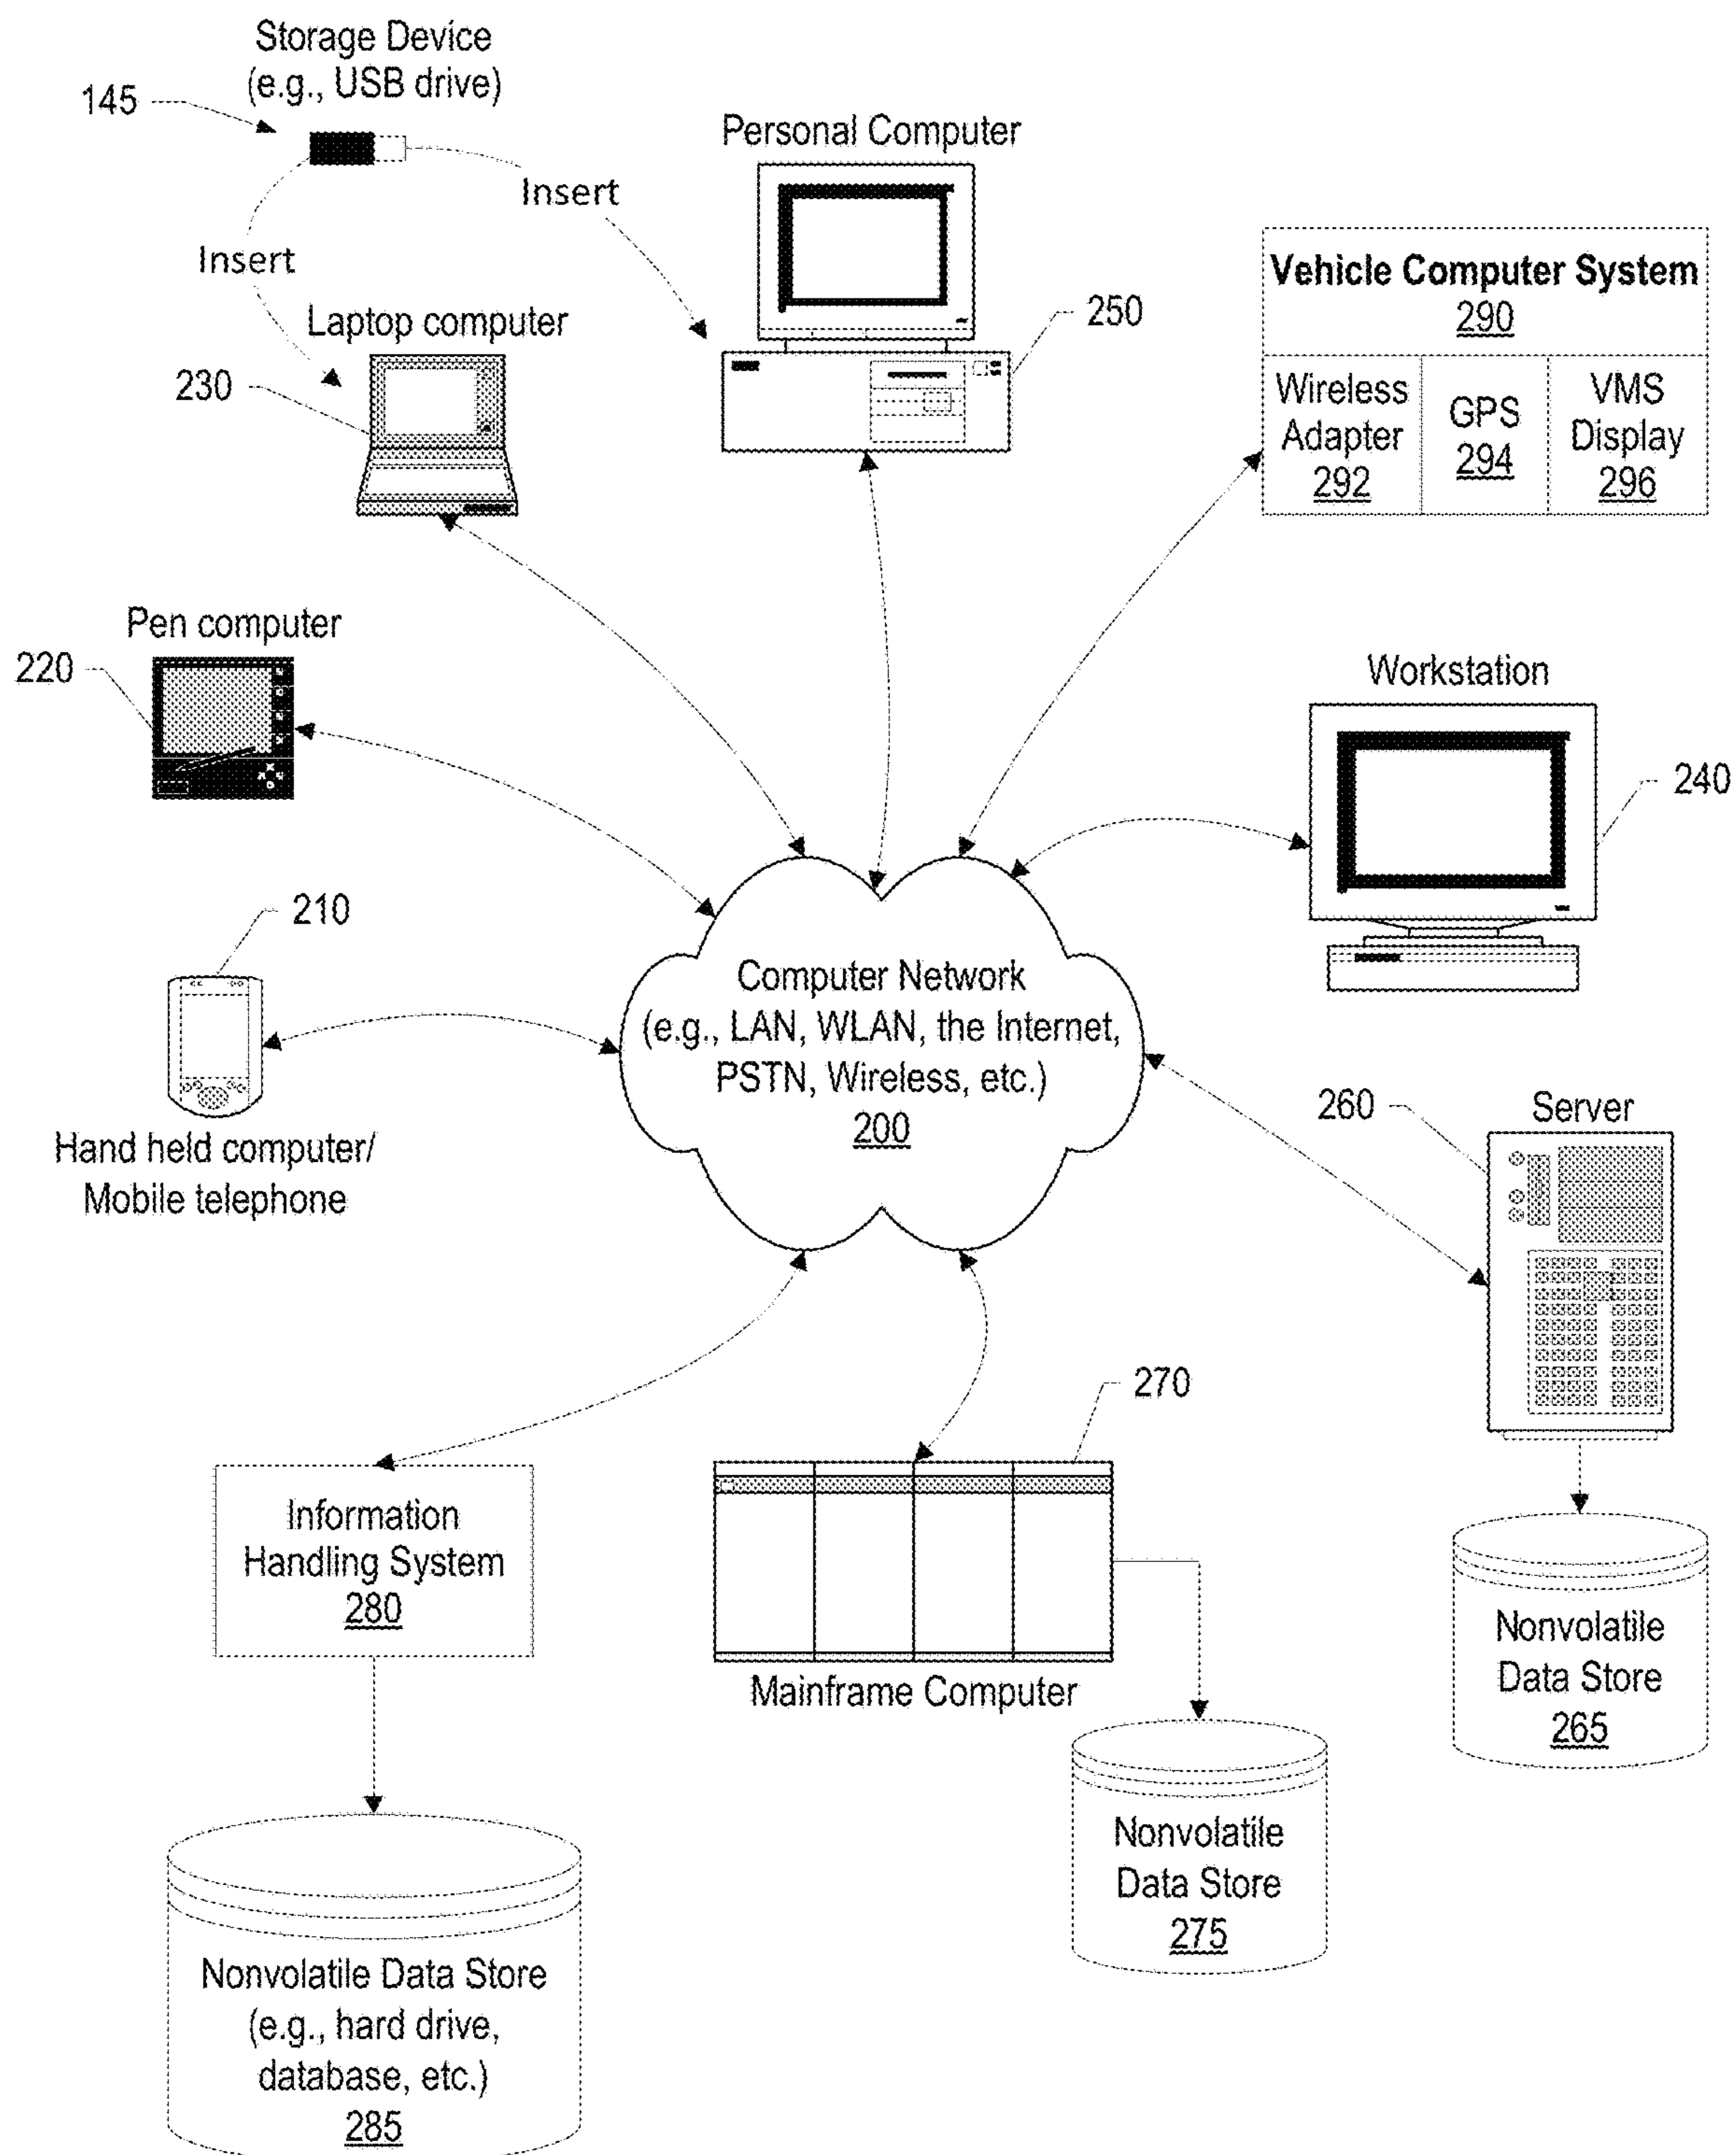 Storage Device
(e.g., USB drive)
145
Insert
Insert
Personal Computer
250
Laptop computer
230
Vehicle Computer System
290
Wireless
Adapter
292
GPS
294
VMS
Display
296
Pen computer
220
Workstation
240
210
Hand held computer/
Mobile telephone
Computer Network
(e.g., LAN, WLAN, the Internet,
PSTN, Wireless, etc.)
200
260
Server
Nonvolatile
Data Store
265
270
Mainframe Computer
Nonvolatile
Data Store
275
Information
Handling System
280
Nonvolatile Data Store
(e.g., hard drive,
database, etc.)
285